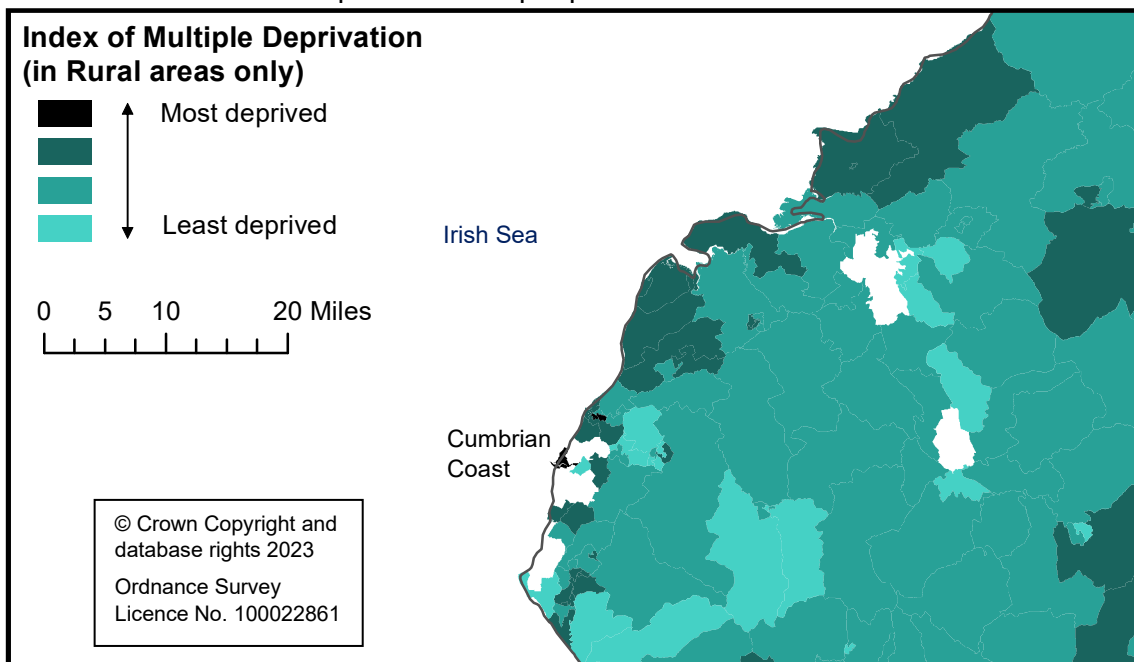 Index of Multiple Deprivation
(in Rural areas only)
Most deprived
Least deprived
Irish Sea
0 5 10 20 Miles
Cumbrian
Coast
© Crown Copyright and
database rights 2023
Ordnance Survey
Licence No. 100022861